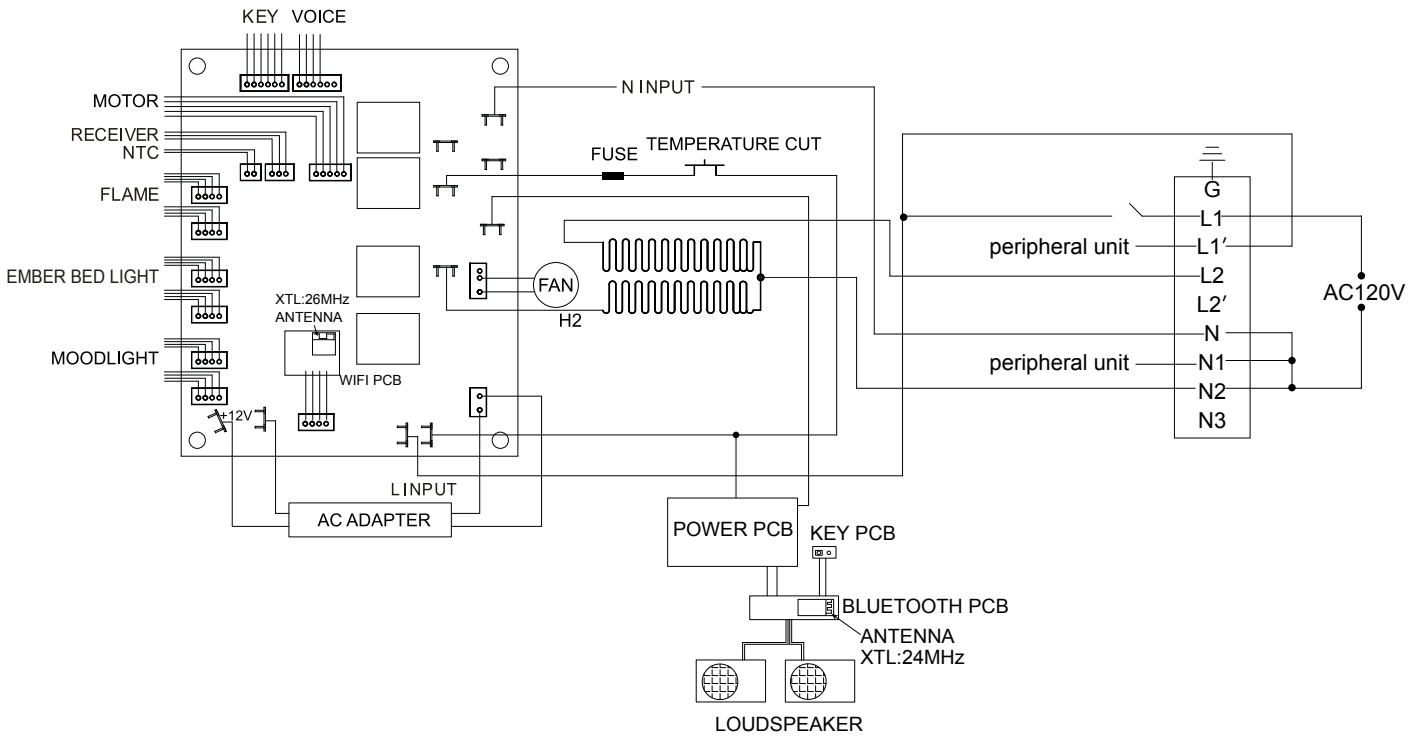 KEY VOICE
MOTOR
RECEIVER
NTC
FLAME
EMBER BED LIGHT
MOODLIGHT
XTL:26MHz
ANTENNA
WIFI PCB
+12V
L INPUT
AC ADAPTER
N INPUT
FUSE
TEMPERATURE CUT
FAN
H2
POWER PCB
KEY PCB
BLUETOOTH PCB
ANTENNA
XTL:24MHz
LOUDSPEAKER
G
L1
peripheral unit L1′
L2
L2′
N
peripheral unit N1
N2
N3
AC120V